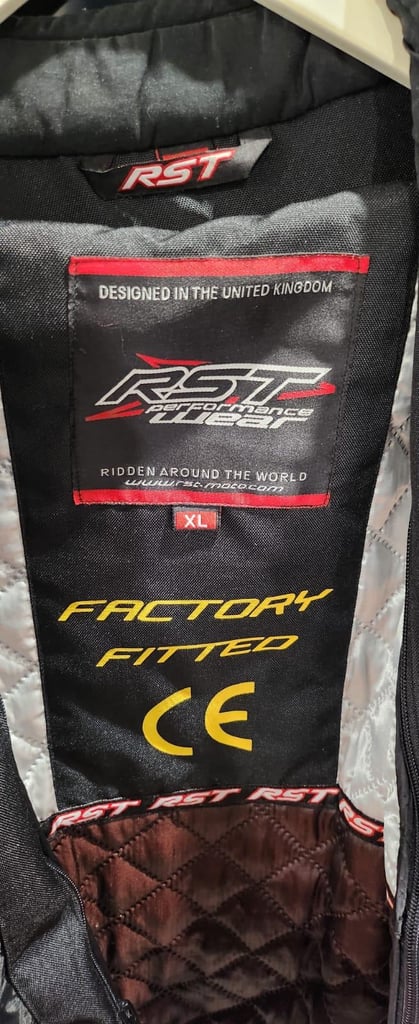 RST
DESIGNED IN THE UNITED KINGDOM
RST
performance
wear
RIDDEN AROUND THE WORLD
www.rst-moto.com
XL
FACTORY
FITTED
CE
RST RST RST RST